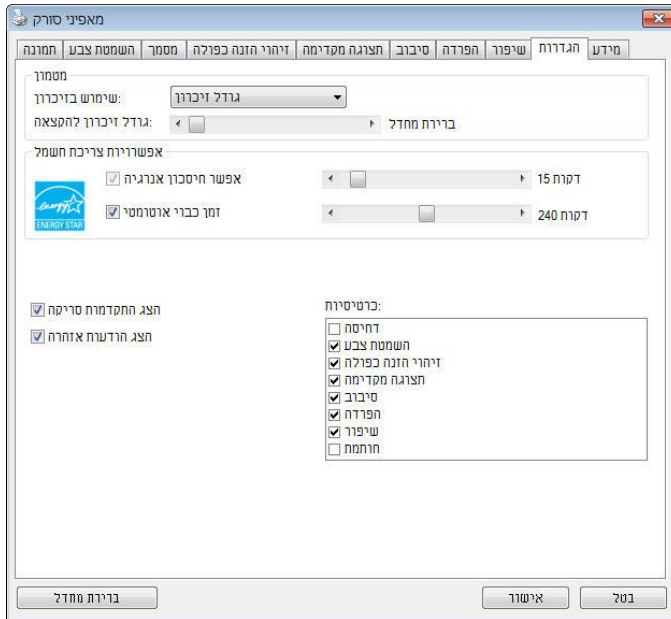 מאפיני סורק
תמונה
השמטת צבע
מסמך
זיהוי הזנה כפולה
תצוגה מקדימה
סיבוב
הפרדה
שיפור
הגדרות
מידע
מטמון
שימוש בזיכרון:
גודל זיכרון
גודל זיכרון להקצאה:
ברירת מחדל
אפשרויות צריכת חשמל
אפשר חיסכון אנרגיה
15 דקות
זמן כבוי אוטומטי
240 דקות
energy
ENERGY STAR
הצג התקדמות סריקה
הצג הודעות אזהרה
כרטיסיות:
דחיסה
השמטת צבע
זיהוי הזנה כפולה
תצוגה מקדימה
סיבוב
הפרדה
שיפור
חותמת
ברירת מחדל
אישור
בטל